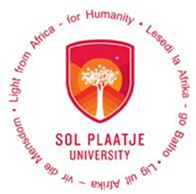 Light from Africa - for Humanity • Lesedi la Afrika - go Batho • Lig uit Afrika – vir die Mensdom •
SOL PLAATJE
UNIVERSITY